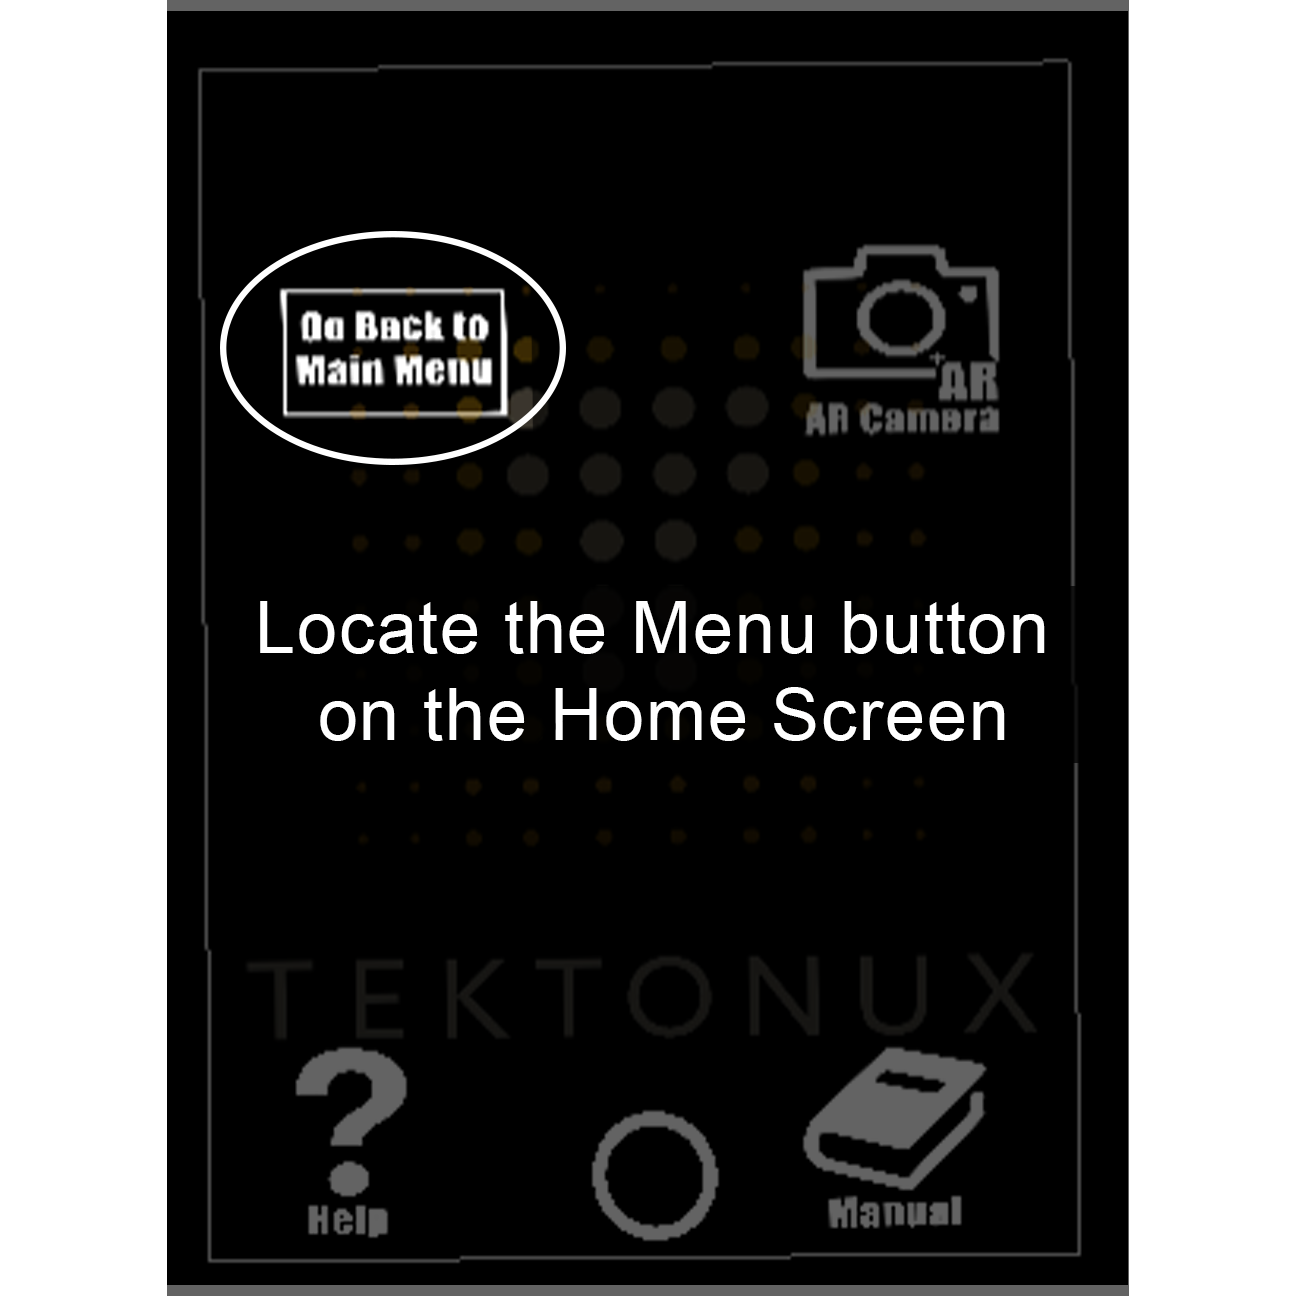 Go Back to
Main Menu
AR
AR Camera
Locate the Menu button
on the Home Screen
TEKTONUX
Help
Manual